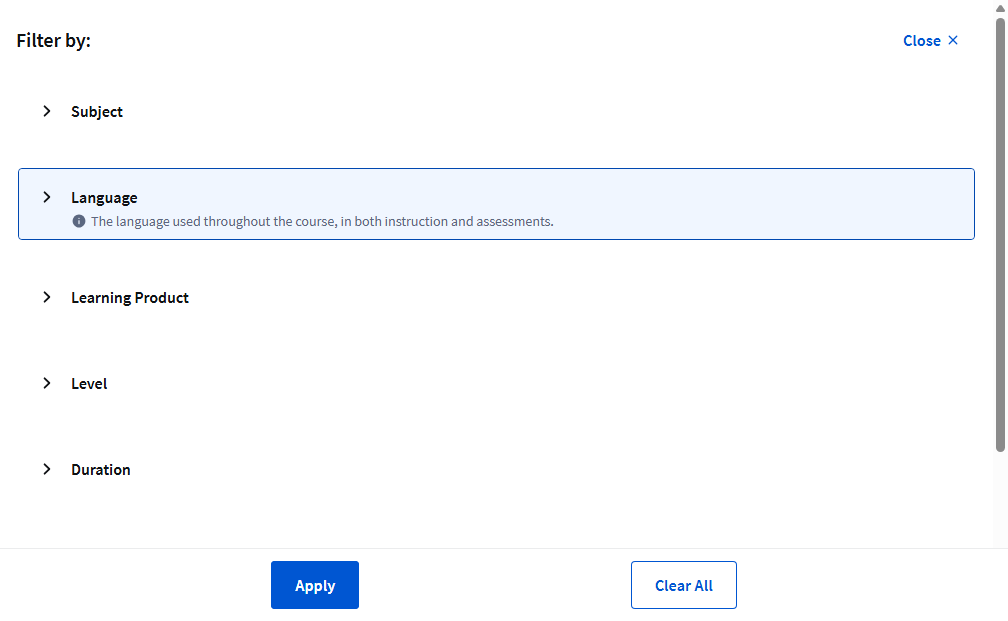 Filter by:
Close ×
Subject
Language
The language used throughout the course, in both instruction and assessments.
Learning Product
Level
Duration
Apply
Clear All